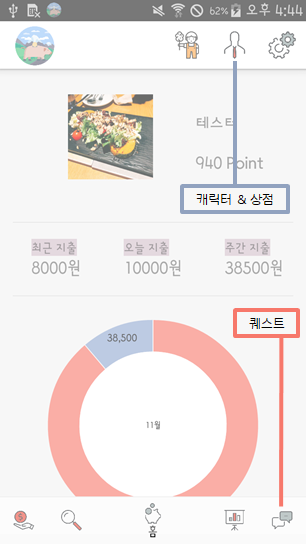 62% 오후 4:44
테스터
940 Point
캐릭터 & 상점
최근 지출 오늘 지출 주간 지출
8000원 10000원 38500원
퀘스트
38,500
11월
홈